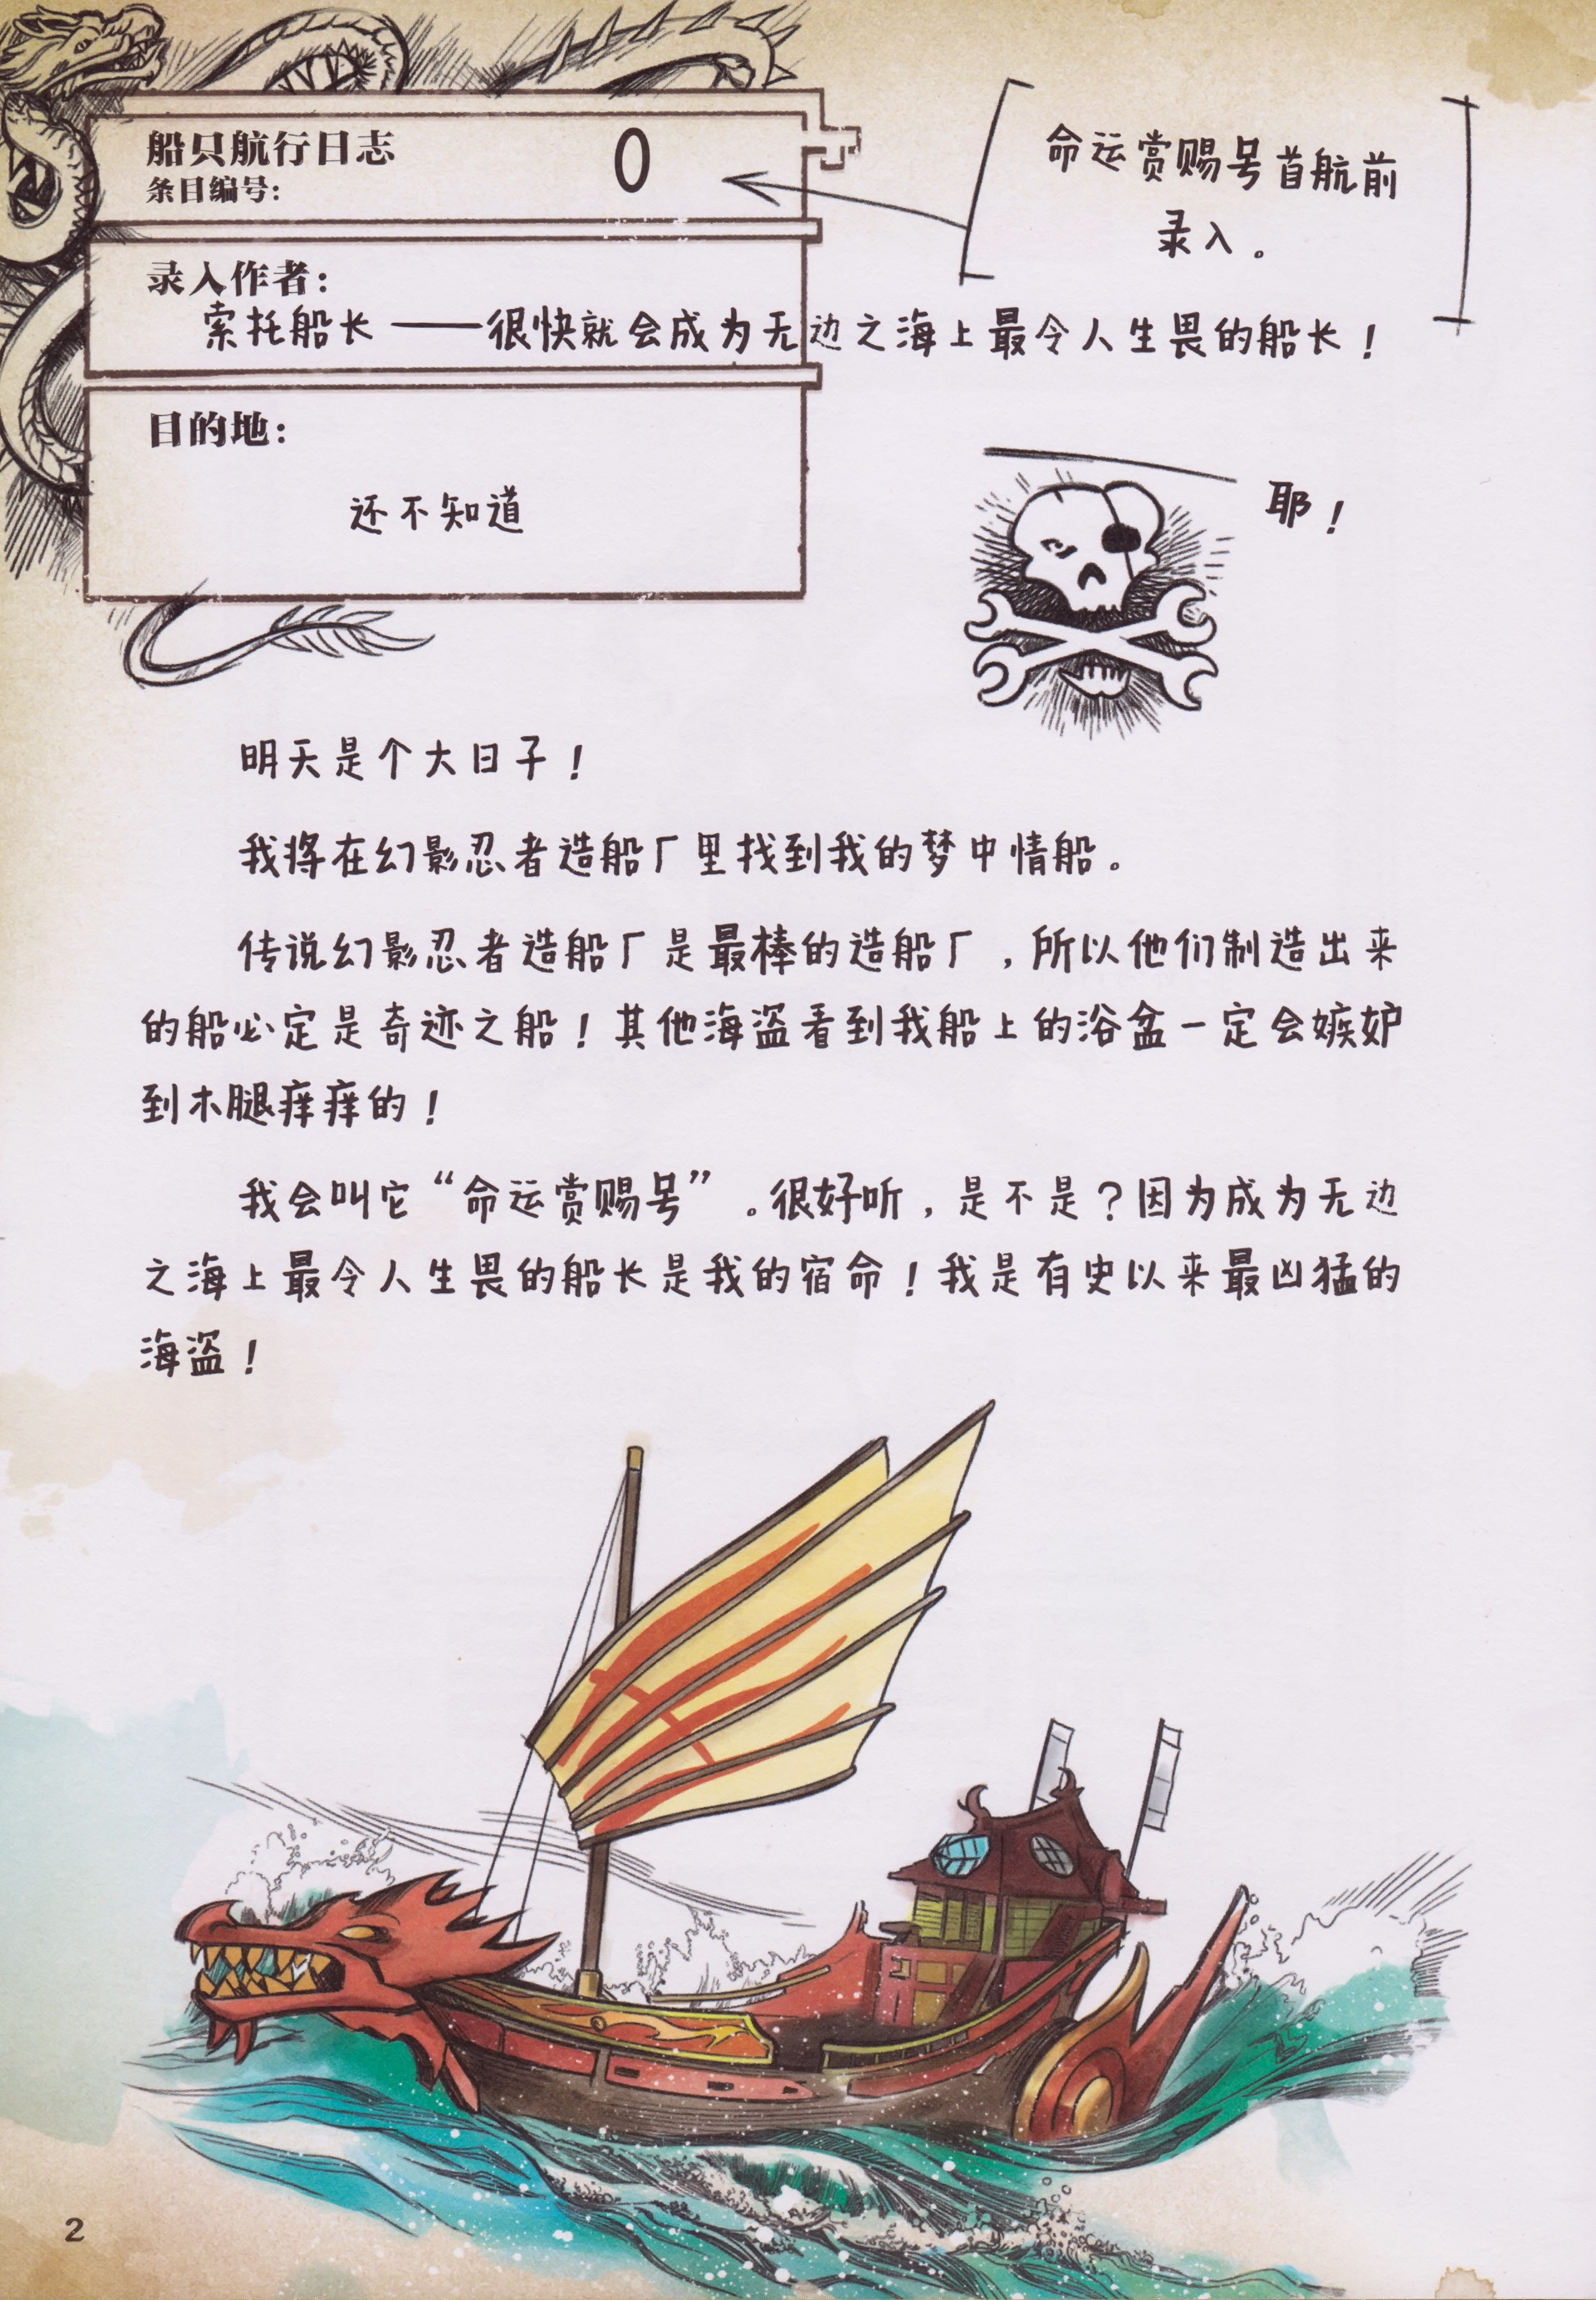 船只航行日志
条目编号：
0
命运赏赐号首航前
录入。
录入作者：
索托船长——很快就会成为无边之海上最令人生畏的船长！
目的地：
还不知道
耶！
明天是个大日子！
我将在幻影忍者造船厂里找到我的梦中情船。
传说幻影忍者造船厂是最棒的造船厂，所以他们制造出来
的船必定是奇迹之船！其他海盗看到我船上的浴盆一定会嫉妒
到木腿痒痒的！
我会叫它“命运赏赐号”。很好听，是不是？因为成为无边
之海上最令人生畏的船长是我的宿命！我是有史以来最凶猛的
海盗！
2